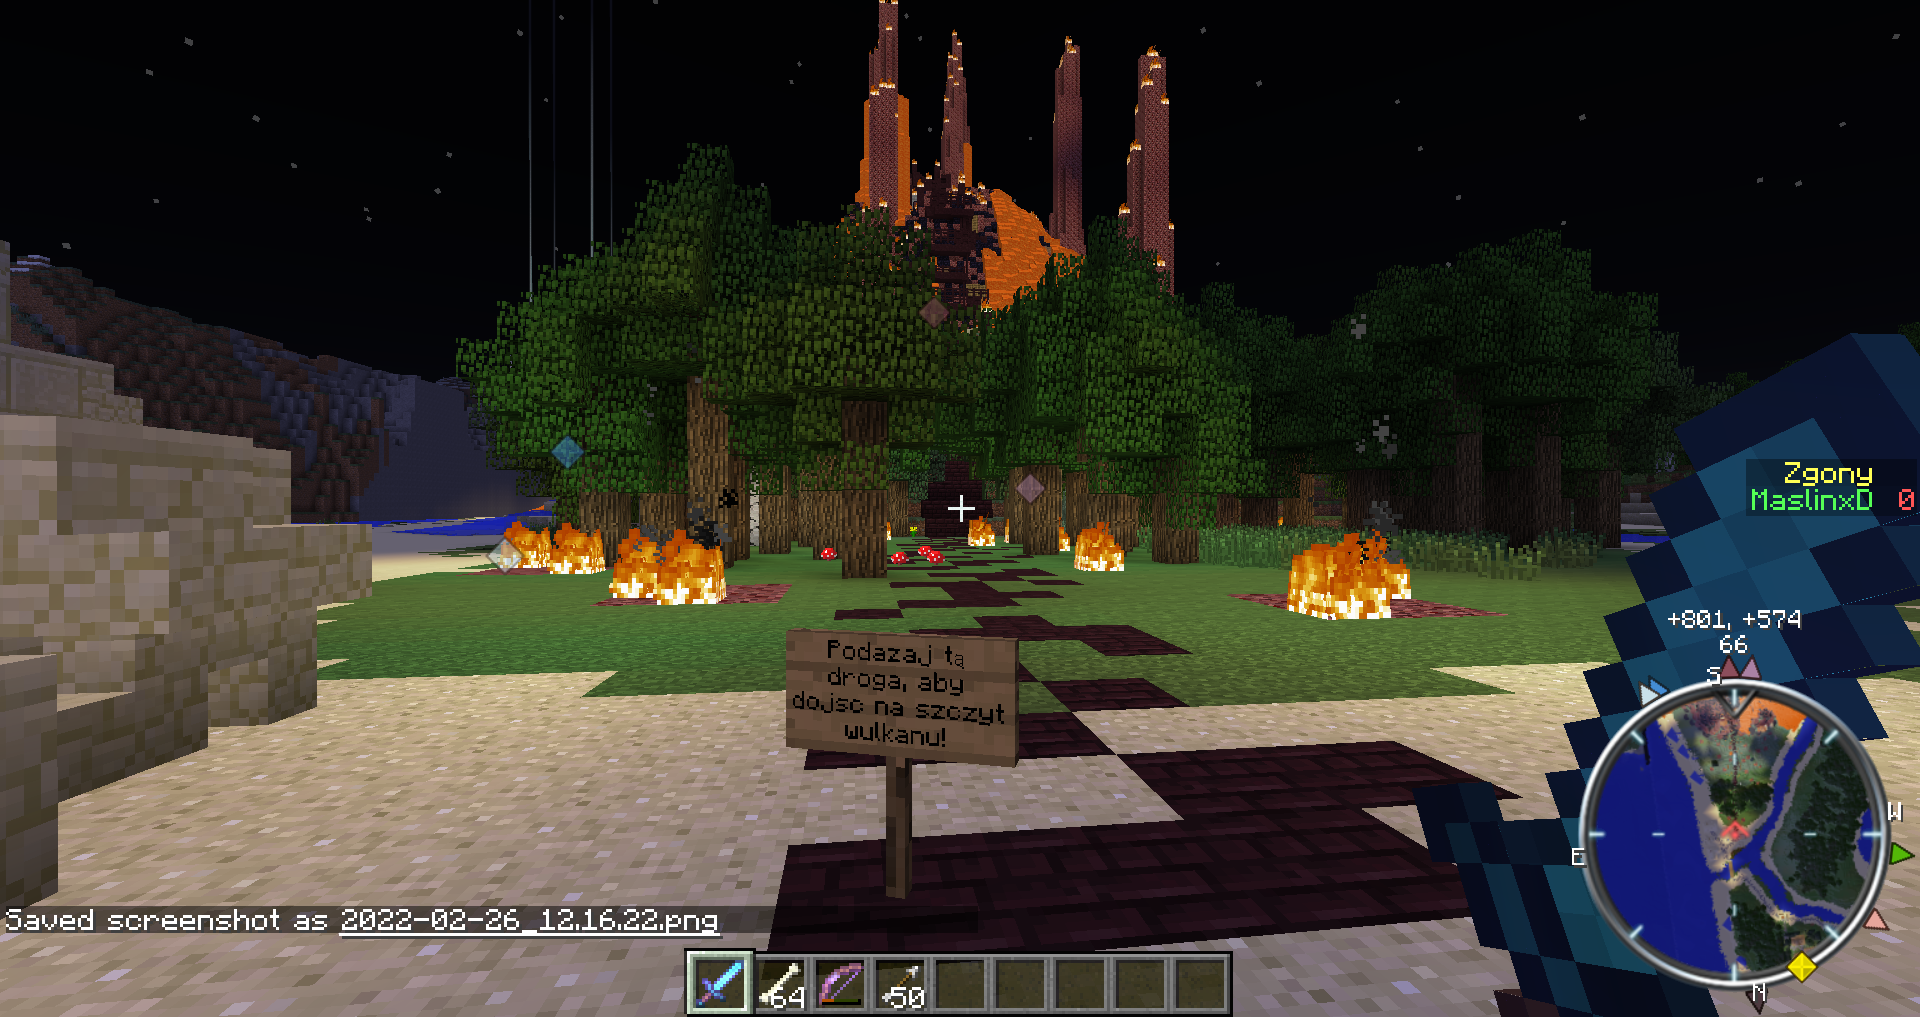 Zgony
MaslinxD 0
+801, +574
66
S
W
E
N
Podazaj tą
droga, aby
dojsc na szczyt
wulkanu!
Saved screenshot as 2022-02-26_12.16.22.png
64
50